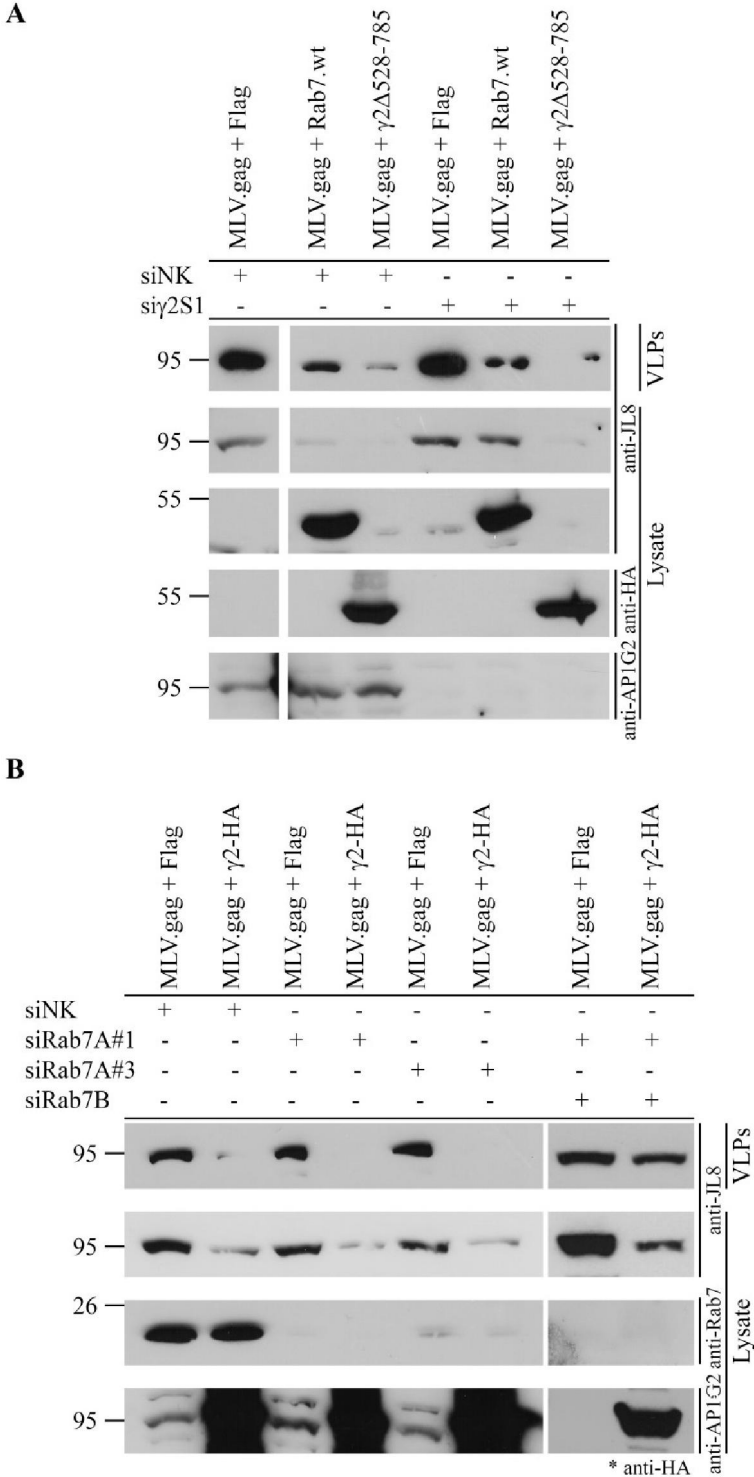 A
MLV.gag + Flag
MLV.gag + Rab7.wt
MLV.gag + γ2Δ528-785
MLV.gag + Flag
MLV.gag + Rab7.wt
MLV.gag + γ2Δ528-785
siNK + + + - - -
siγ2S1 - - - + + +
95
VLPs
95
anti-JL8
55
Lysate
55
anti-HA
95
anti-AP1G2
B
MLV.gag + Flag
MLV.gag + γ2-HA
MLV.gag + Flag
MLV.gag + γ2-HA
MLV.gag + Flag
MLV.gag + γ2-HA
MLV.gag + Flag
MLV.gag + γ2-HA
siNK + + - - - - - -
siRab7A#1 - - + + - - + +
siRab7A#3 - - - - + + - -
siRab7B - - - - - - + +
95
VLPs
anti-JL8
95
26
anti-Rab7
Lysate
95
anti-AP1G2
* anti-HA